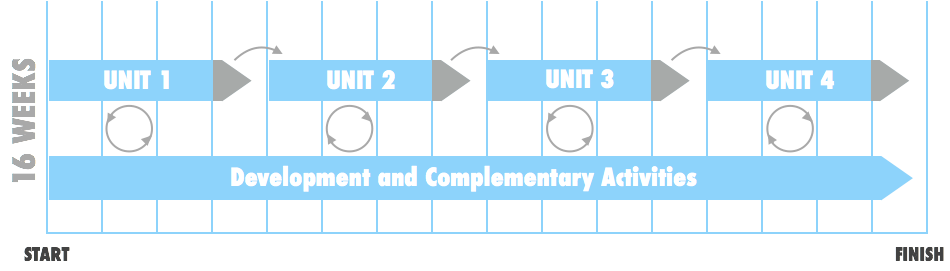 16 WEEKS
UNIT 1
UNIT 2
UNIT 3
UNIT 4
Development and Complementary Activities
START
FINISH